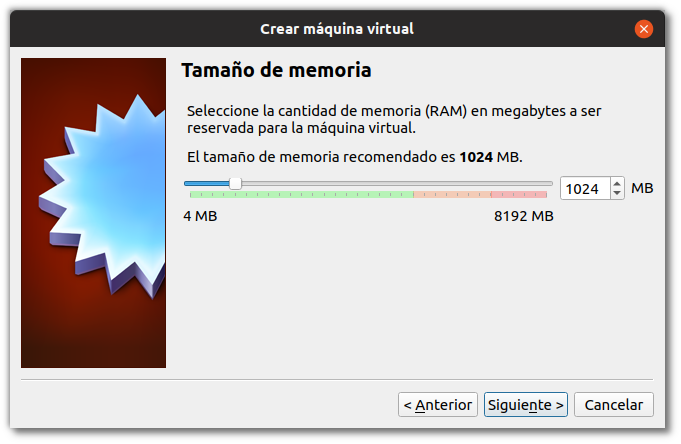 Crear máquina virtual
Tamaño de memoria
Seleccione la cantidad de memoria (RAM) en megabytes a ser
reservada para la máquina virtual.
El tamaño de memoria recomendado es 1024 MB.
1024 MB
4 MB 8192 MB
< Anterior Siguiente > Cancelar